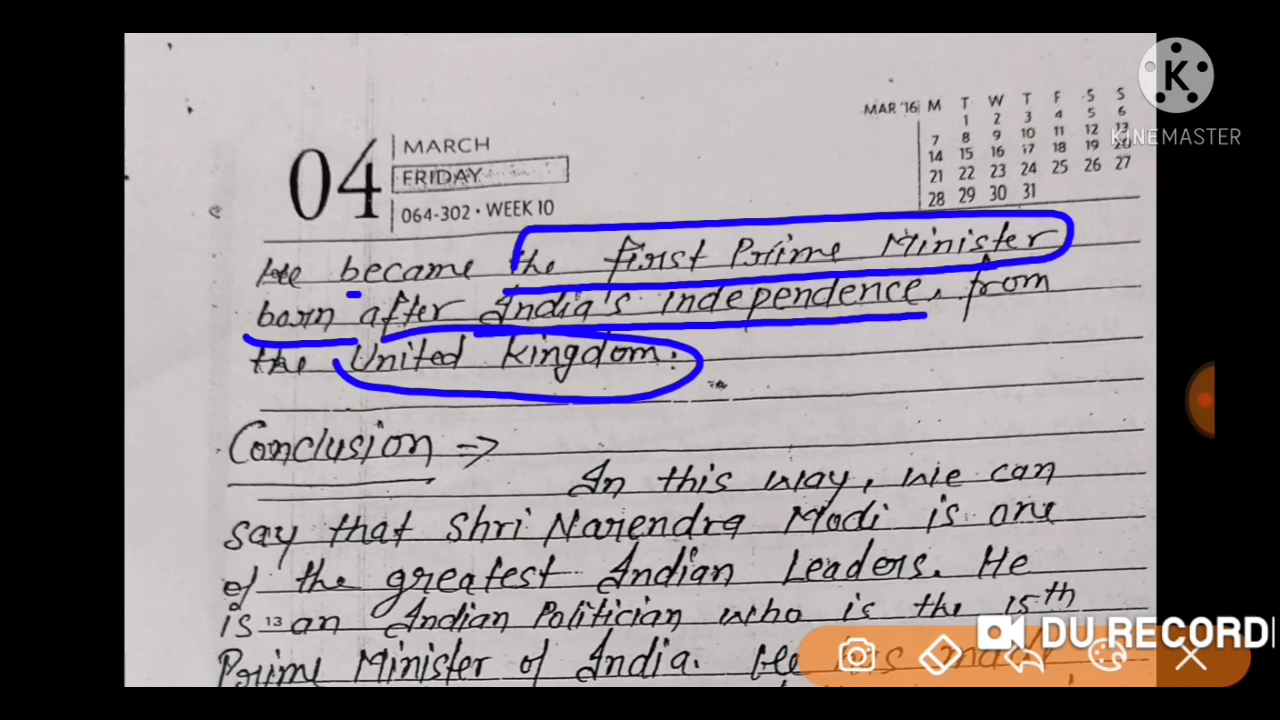 MAR '16 M T W T F S S
1 2 3 4 5 6
7 8 9 10 11 12 13
14 15 16 17 18 19 20
21 22 23 24 25 26 27
28 29 30 31
K
KINEMASTER
04 MARCH
FRIDAY
064-302 • WEEK 10
He became the first Prime Minister
born after India's independence, from
the United Kingdom.
Conclusion =>
In this way, we can
say that Shri Narendra Modi is one
of the greatest Indian Leaders. He
is 13 an Indian Politician who is the 15th
Prime Minister of India. He has made
DU RECORD